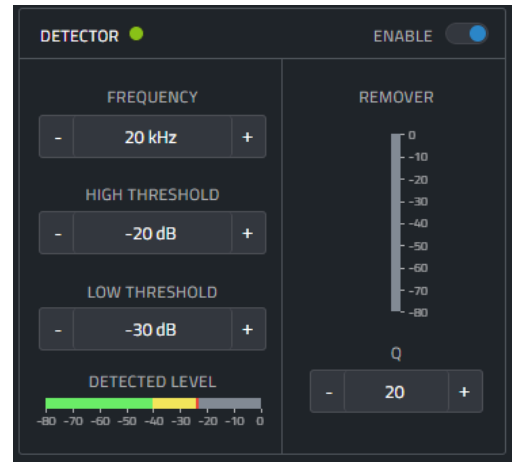 DETECTOR
ENABLE
FREQUENCY
- 20 kHz +
HIGH THRESHOLD
- -20 dB +
LOW THRESHOLD
- -30 dB +
DETECTED LEVEL
-80 -70 -60 -50 -40 -30 -20 -10 0
REMOVER
0
-10
-20
-30
-40
-50
-60
-70
-80
Q
- 20 +